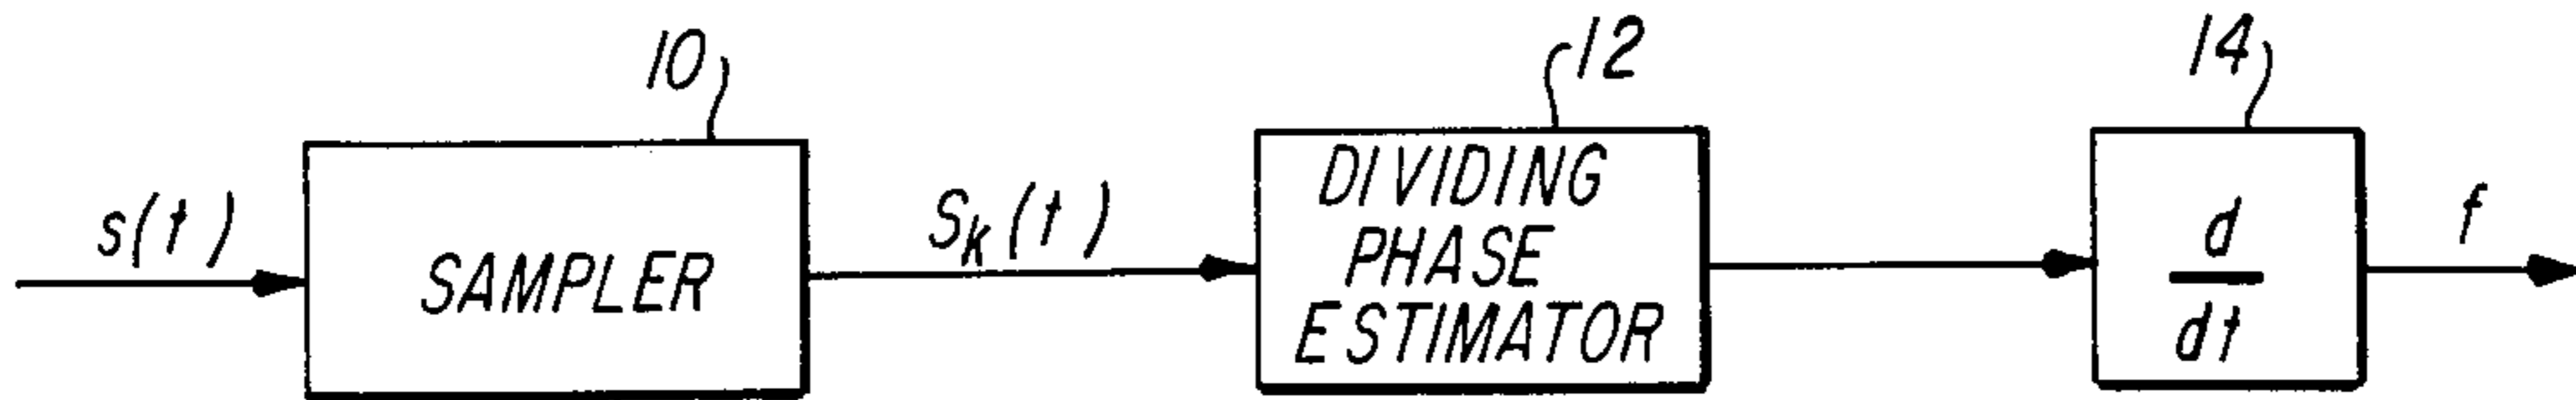 10
12
14
s(t)
SAMPLER
Sk(t)
DIVIDING
PHASE
ESTIMATOR
d
dt
f